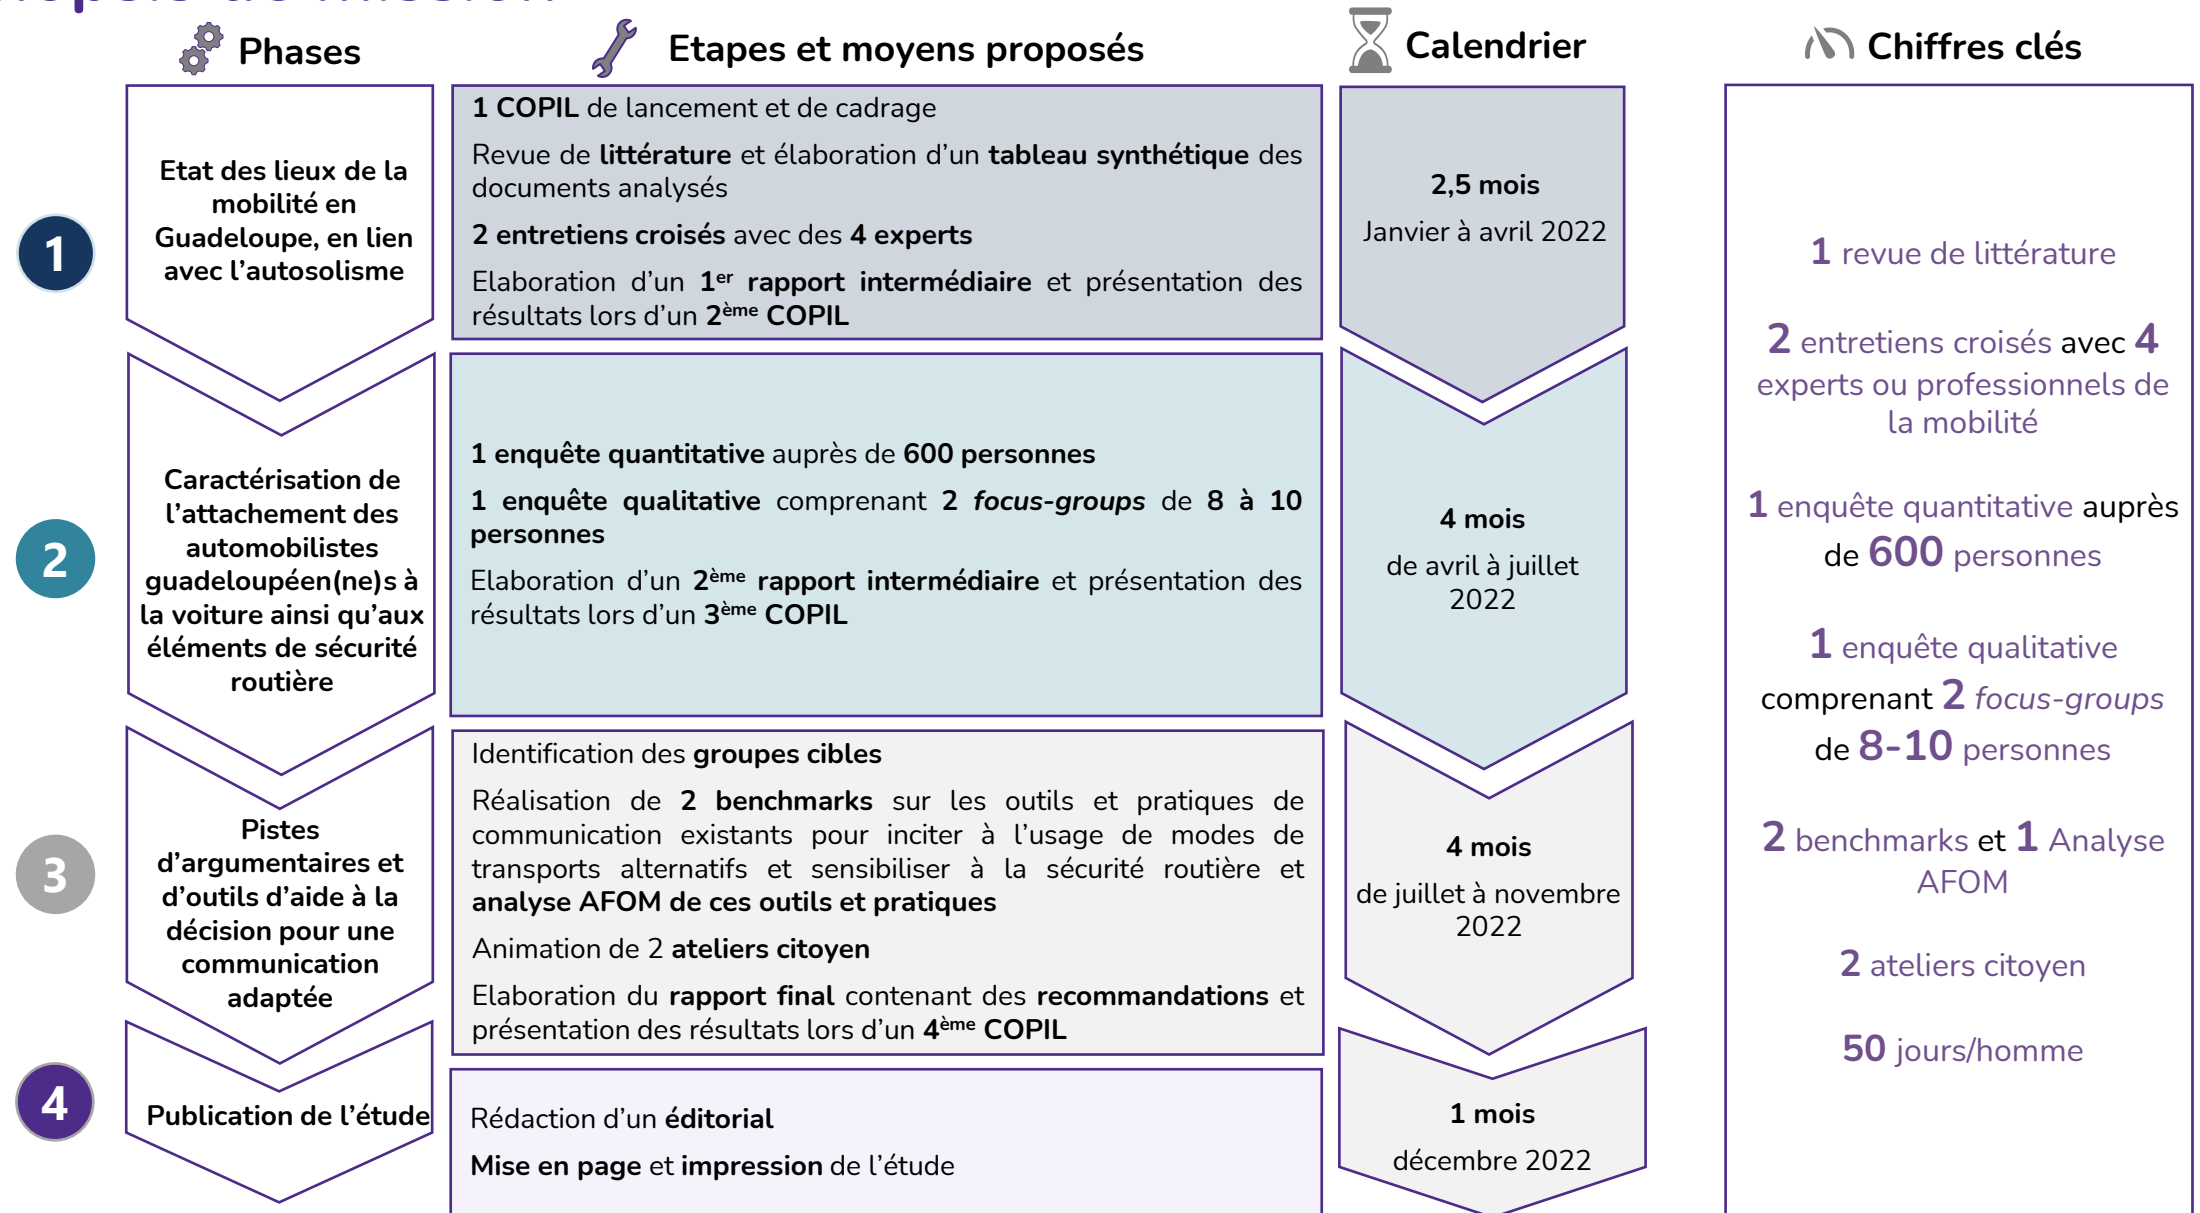 Phases
Etapes et moyens proposés
Calendrier
Chiffres clés
1
Etat des lieux de la
mobilité en
Guadeloupe, en lien
avec l'autosolisme
1 COPIL de lancement et de cadrage
Revue de littérature et élaboration d'un tableau synthétique des
documents analysés
2 entretiens croisés avec des 4 experts
Elaboration d'un 1er rapport intermédiaire et présentation des
résultats lors d'un 2ème COPIL
2,5 mois
Janvier à avril 2022
2
Caractérisation de
l'attachement des
automobilistes
guadeloupéen(ne)s à
la voiture ainsi qu'aux
éléments de sécurité
routière
1 enquête quantitative auprès de 600 personnes
1 enquête qualitative comprenant 2 focus-groups de 8 à 10
personnes
Elaboration d'un 2ème rapport intermédiaire et présentation des
résultats lors d'un 3ème COPIL
4 mois
de avril à juillet
2022
3
Pistes
d'argumentaires et
d'outils d'aide à la
décision pour une
communication
adaptée
Identification des groupes cibles
Réalisation de 2 benchmarks sur les outils et pratiques de
communication existants pour inciter à l'usage de modes de
transports alternatifs et sensibiliser à la sécurité routière et
analyse AFOM de ces outils et pratiques
Animation de 2 ateliers citoyen
Elaboration du rapport final contenant des recommandations et
présentation des résultats lors d'un 4ème COPIL
4 mois
de juillet à novembre
2022
4
Publication de l'étude
Rédaction d'un éditorial
Mise en page et impression de l'étude
1 mois
décembre 2022
1 revue de littérature
2 entretiens croisés avec 4
experts ou professionnels de
la mobilité
1 enquête quantitative auprès
de 600 personnes
1 enquête qualitative
comprenant 2 focus-groups
de 8-10 personnes
2 benchmarks et 1 Analyse
AFOM
2 ateliers citoyen
50 jours/homme